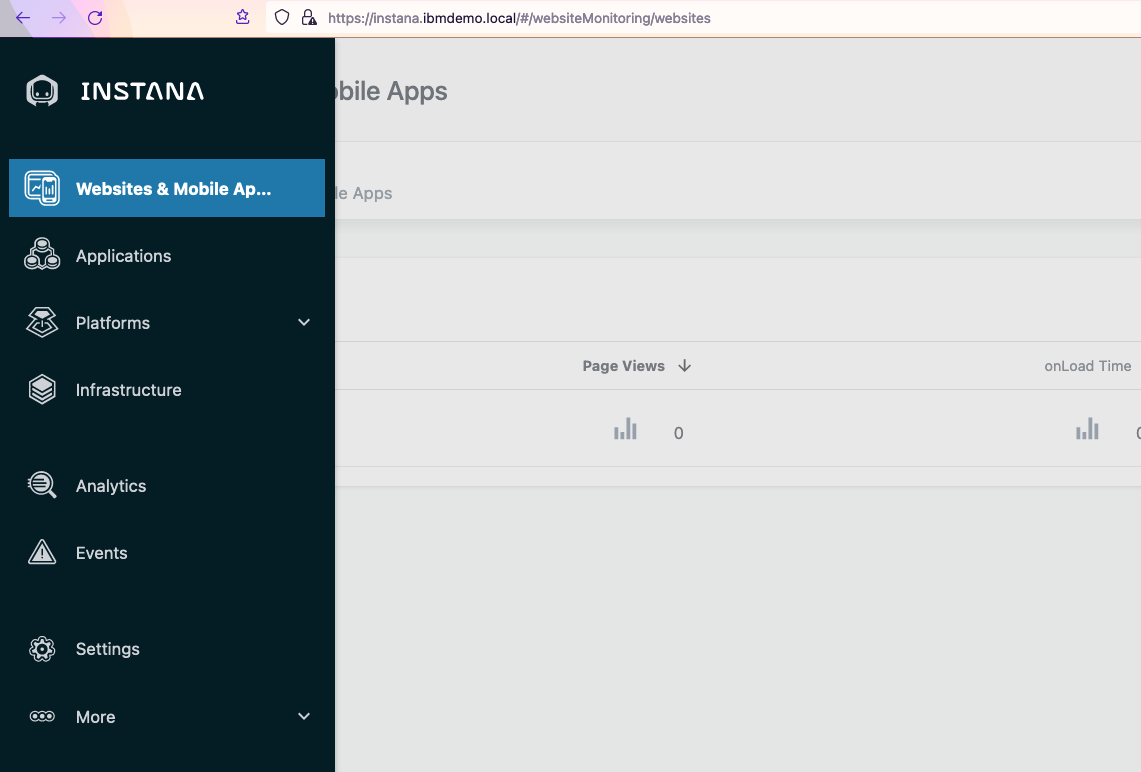 https://instana.ibmdemo.local/#/websiteMonitoring/websites
INSTANA
obile Apps
Websites & Mobile Ap...
le Apps
Applications
Platforms
Page Views
onLoad Time
Infrastructure
0
Analytics
Events
Settings
More